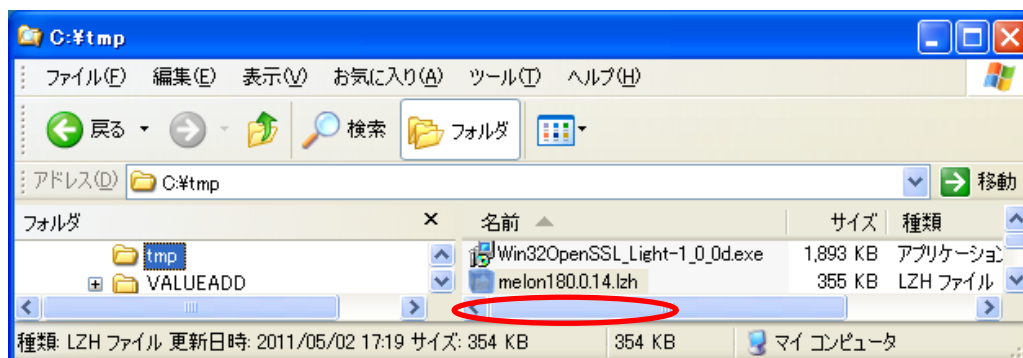 C:¥tmp
ファイル(F) 編集(E) 表示(V) お気に入り(A) ツール(T) ヘルプ(H)
戻る 検索 フォルダ
アドレス(D) C:¥tmp 移動
フォルダ × 名前 サイズ 種類
tmp Win32OpenSSL_Light-1_0_0d.exe 1,893 KB アプリケーション
VALUEADD melon180.0.14.lzh 355 KB LZH ファイル
種類: LZH ファイル 更新日時: 2011/05/02 17:19 サイズ: 354 KB 354 KB マイ コンピュータ